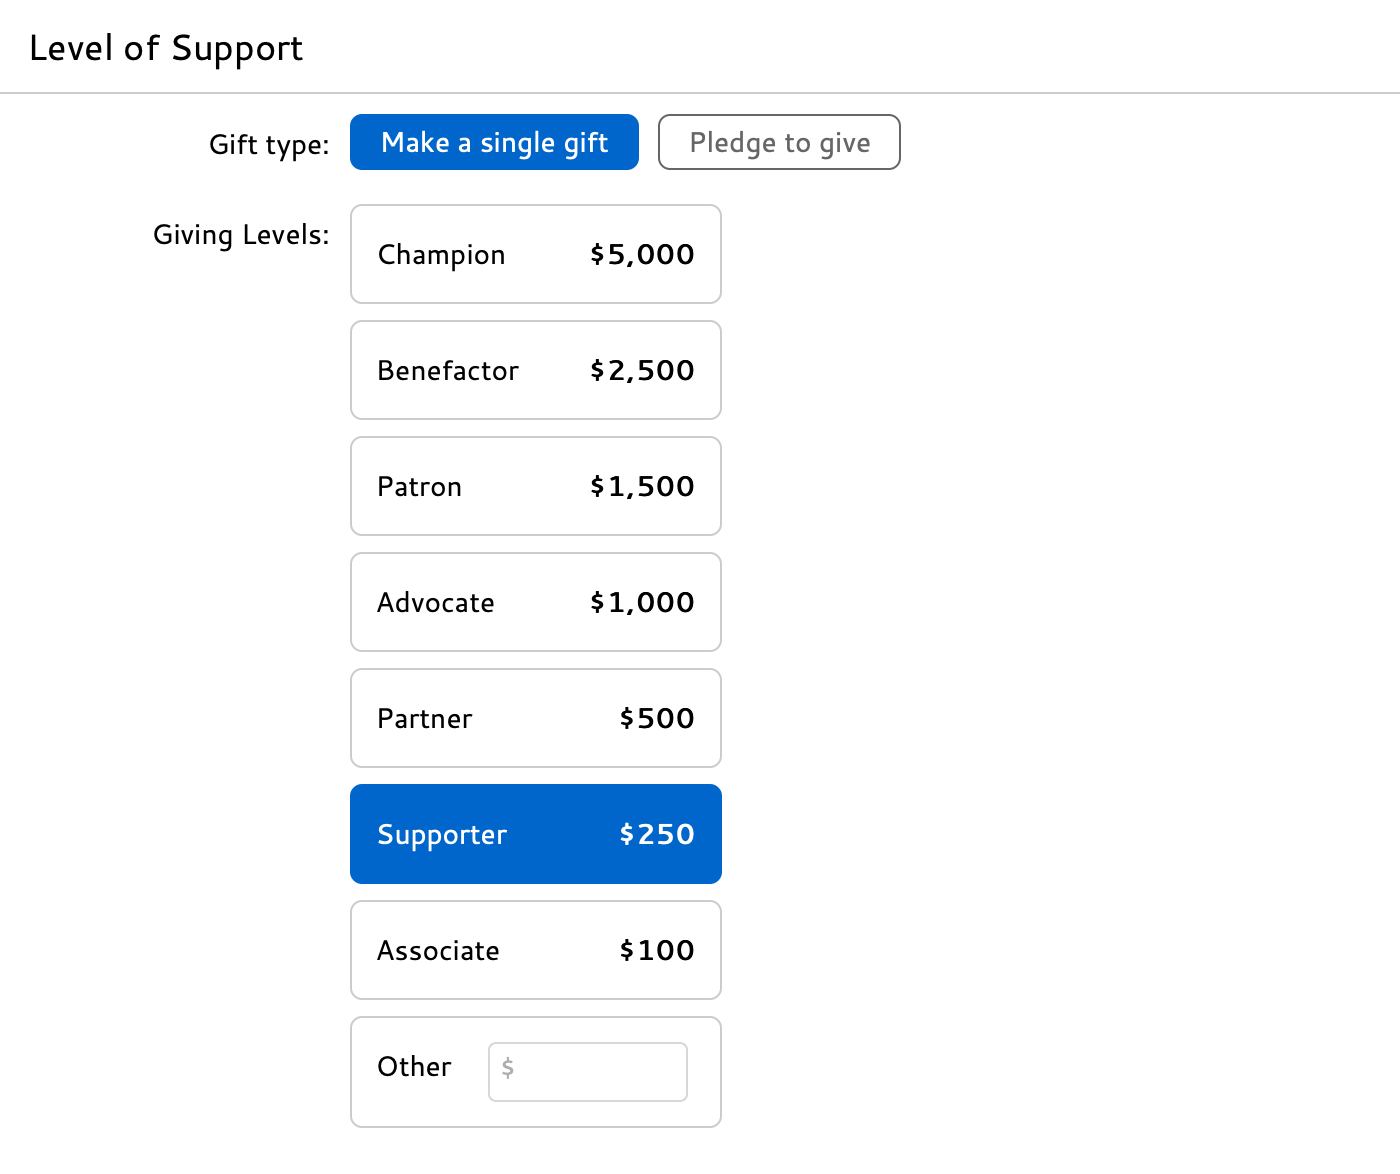 Level of Support
Gift type: Make a single gift Pledge to give
Giving Levels:
Champion $5,000
Benefactor $2,500
Patron $1,500
Advocate $1,000
Partner $500
Supporter $250
Associate $100
Other $